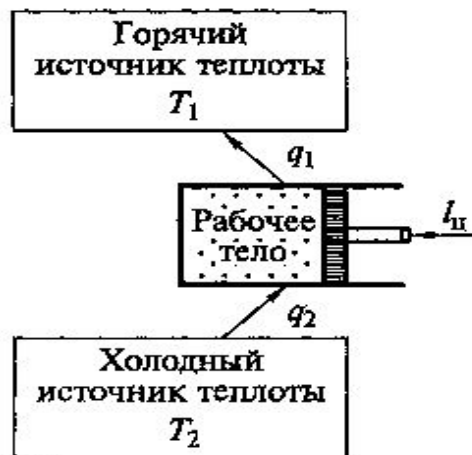 Горячий
источник теплоты
T1
q1
Рабочее
тело
lц
q2
Холодный
источник теплоты
T2